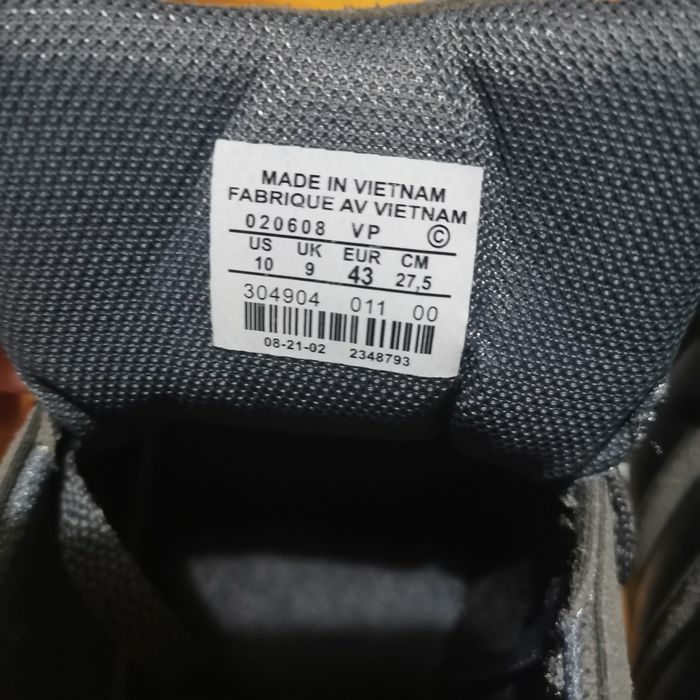 MADE IN VIETNAM
FABRIQUE AV VIETNAM
020608 VP ©
US UK EUR CM
10 9 43 27,5
304904 011 00
08-21-02 2348793